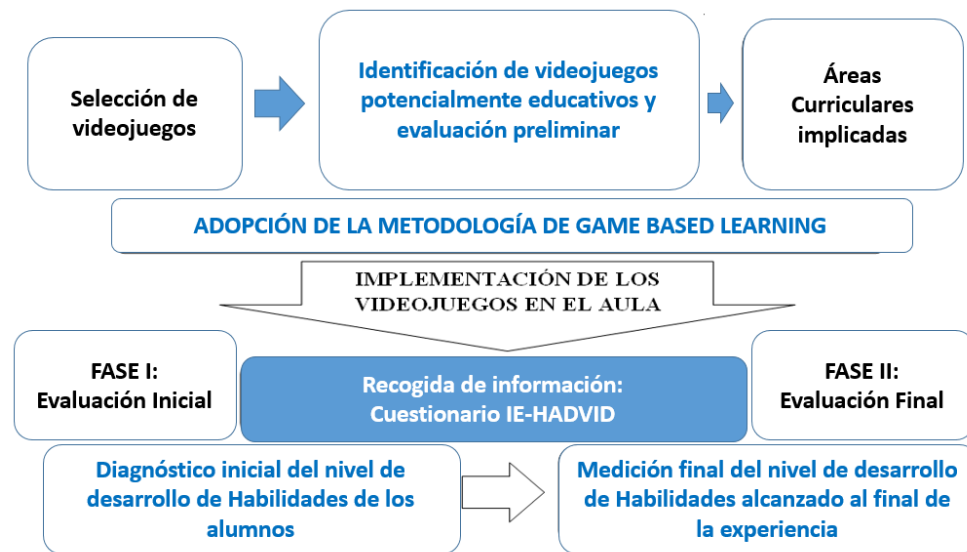 Selección de
videojuegos
Identificación de videojuegos
potencialmente educativos y
evaluación preliminar
Áreas
Curriculares
implicadas
ADOPCIÓN DE LA METODOLOGÍA DE GAME BASED LEARNING
IMPLEMENTACIÓN DE LOS
VIDEOJUEGOS EN EL AULA
FASE I:
Evaluación Inicial
Recogida de información:
Cuestionario IE-HADVID
FASE II:
Evaluación Final
Diagnóstico inicial del nivel de
desarrollo de Habilidades de los
alumnos
Medición final del nivel de desarrollo
de Habilidades alcanzado al final de
la experiencia